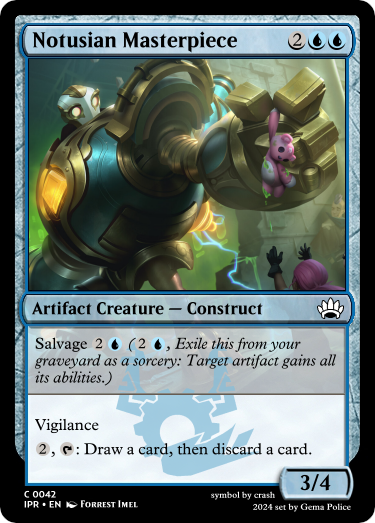 Notusian Masterpiece 2
Artifact Creature — Construct
Salvage 2 (2, Exile this from your
graveyard as a sorcery: Target artifact gains all
its abilities.)
Vigilance
2, : Draw a card, then discard a card.
3/4
C 0042
IPR • EN Forrest Imel
symbol by crash
2024 set by Gema Police